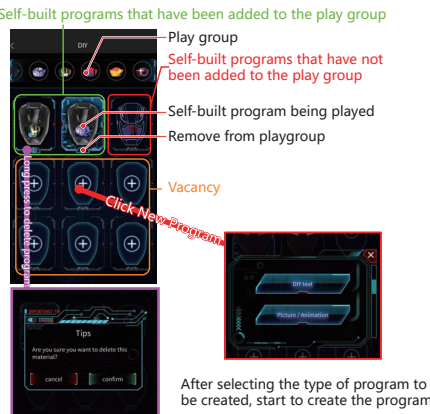 Self-built programs that have been added to the play group
DIY
Play group
Self-built programs that have not
been added to the play group
Self-built program being played
Remove from playgroup
Long press to delete program
Vacancy
Click New Program
DIY text
Picture / Animation
Tips
Are you sure you want to delete this
material?
cancel
confirm
After selecting the type of program to
be created, start to create the program